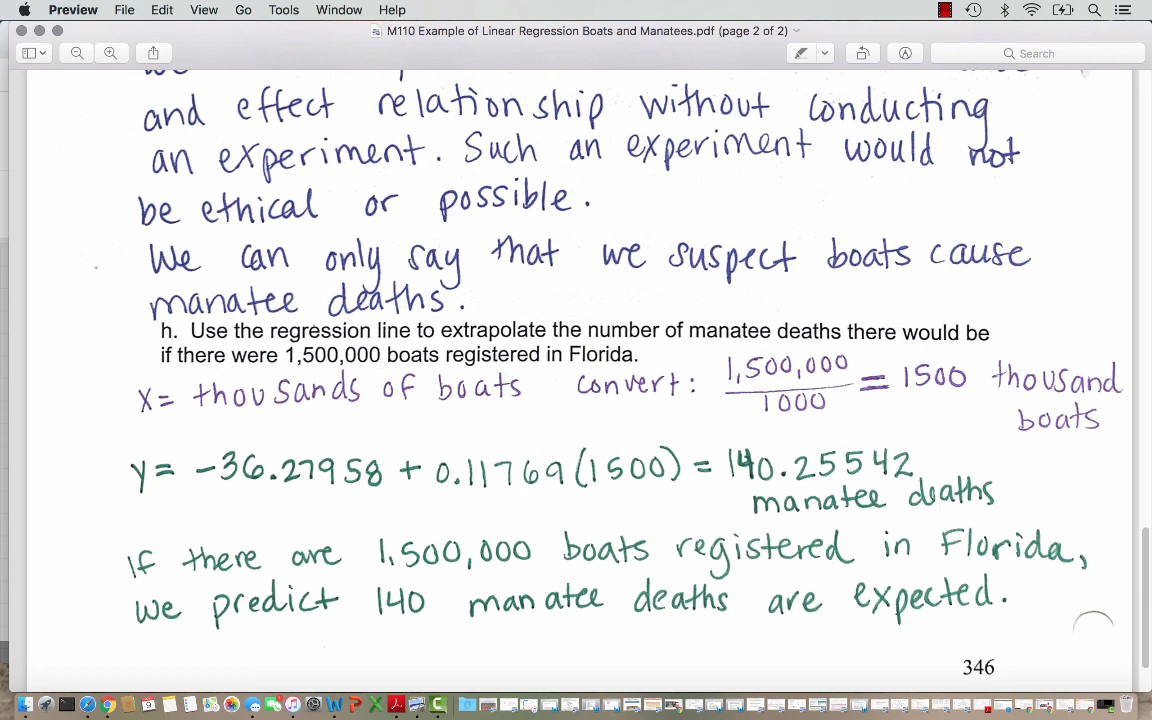 Preview File Edit View Go Tools Window Help
M110 Example of Linear Regression Boats and Manatees.pdf (page 2 of 2)
Search
and effect relationship without conducting
an experiment. Such an experiment would not
be ethical or possible.
We can only say that we suspect boats cause
manatee deaths.
h. Use the regression line to extrapolate the number of manatee deaths there would be
if there were 1,500,000 boats registered in Florida.
x= thousands of boats convert: 1,500,000 / 1000 = 1500 thousand
boats
y= -36.27958 + 0.11769(1500) = 140.25542
manatee deaths
If there are 1,500,000 boats registered in Florida,
we predict 140 manatee deaths are expected.
346